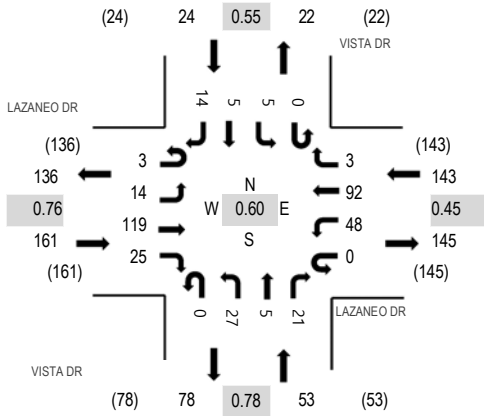 (24) 24 0.55 22 (22)
VISTA DR
LAZANEO DR
14 5 5 0
(136) (143)
136 3 3 143
14 N 92
0.76 W 0.60 E 0.45
119 S 48
161 25 0 145
(161) (145)
0 27 5 21
LAZANEO DR
VISTA DR
(78) 78 0.78 53 (53)